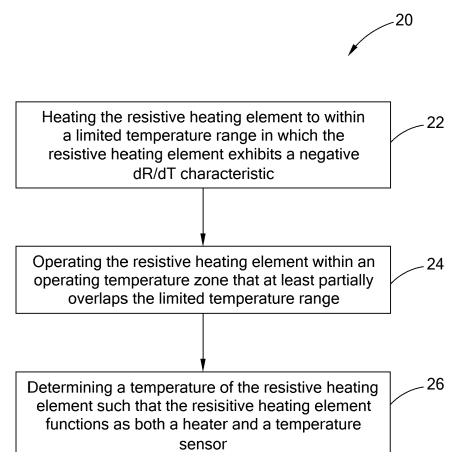 20
Heating the resistive heating element to within
a limited temperature range in which the
resistive heating element exhibits a negative
dR/dT characteristic
22
Operating the resistive heating element within an
operating temperature zone that at least partially
overlaps the limited temperature range
24
Determining a temperature of the resistive heating
element such that the resisitive heating element
functions as both a heater and a temperature
sensor
26